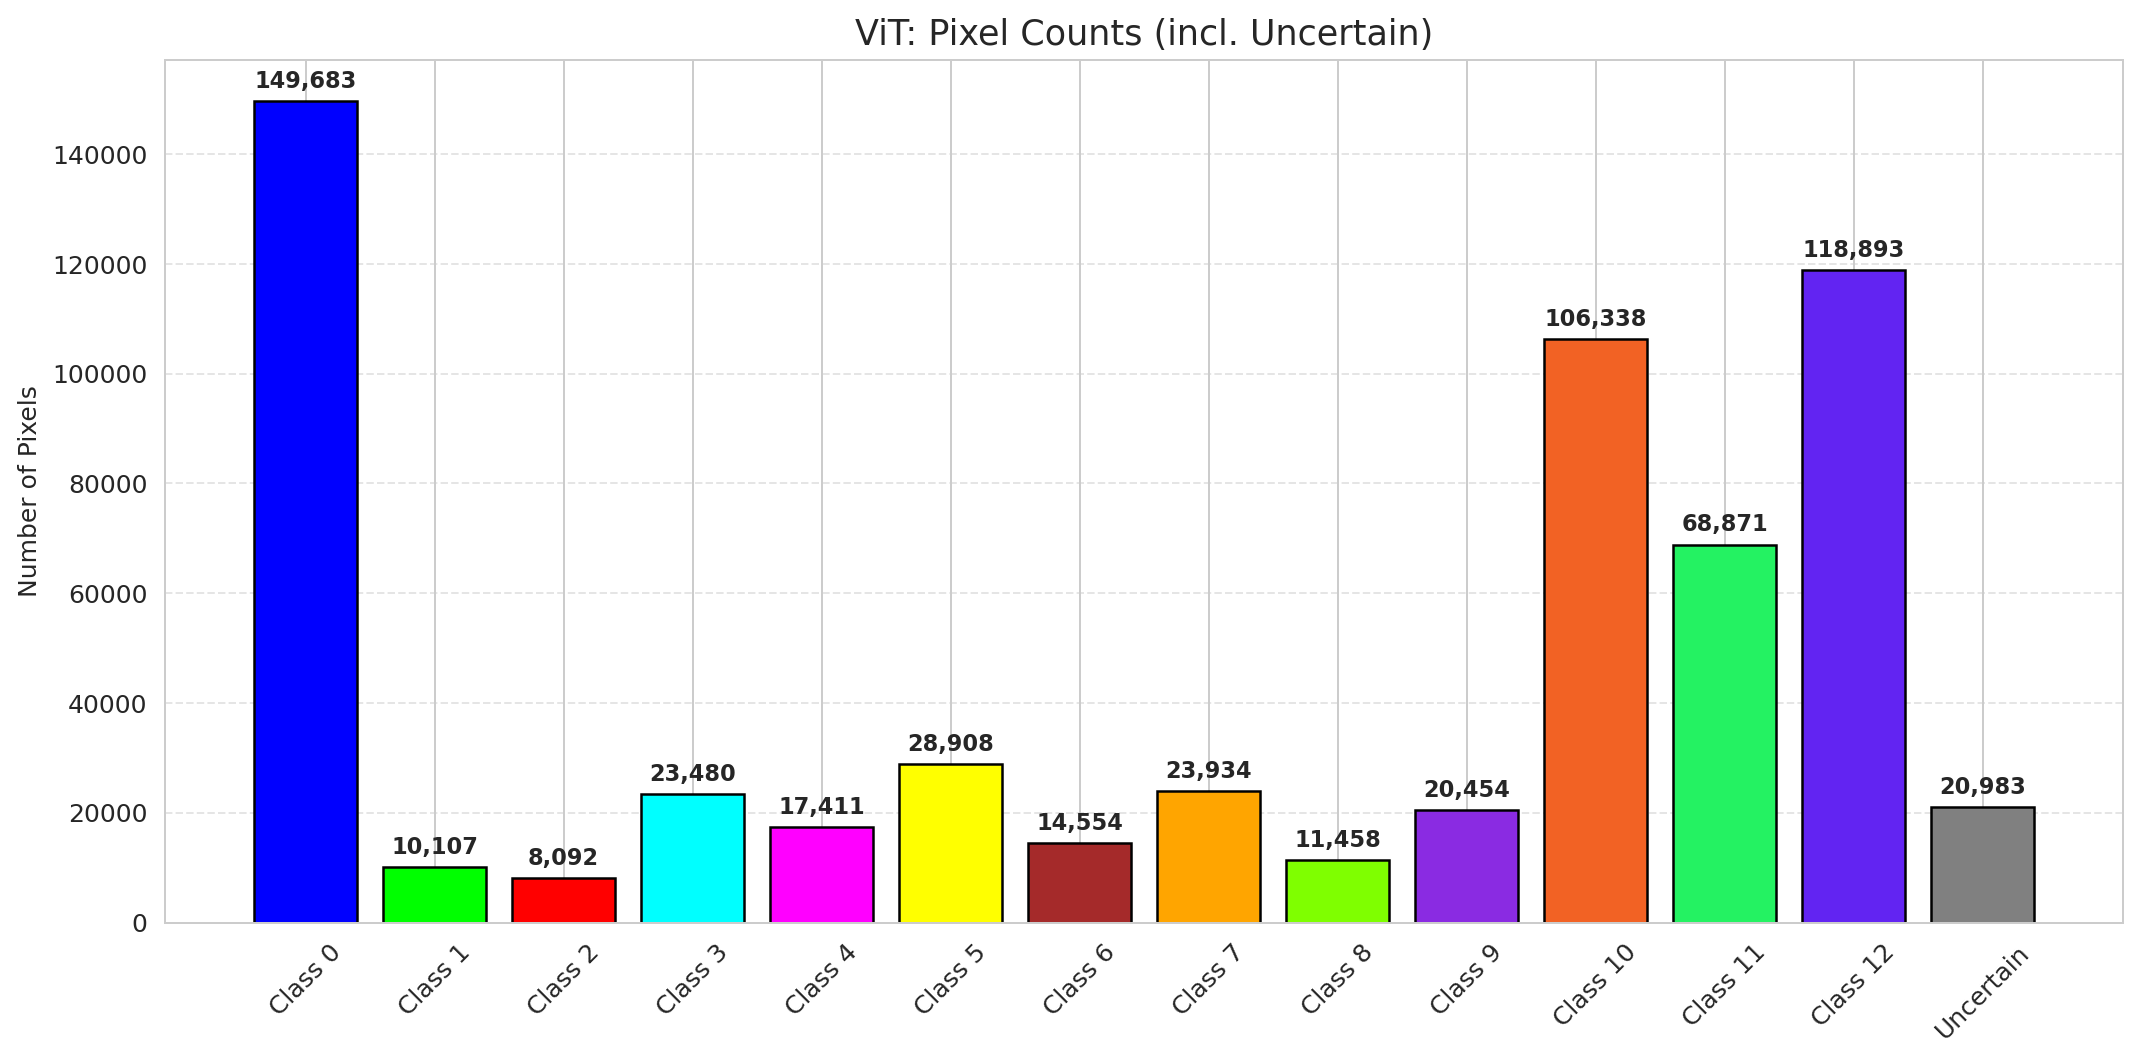 ViT: Pixel Counts (incl. Uncertain)
Number of Pixels
140000
120000
100000
80000
60000
40000
20000
0
149,683
10,107
8,092
23,480
17,411
28,908
14,554
23,934
11,458
20,454
106,338
68,871
118,893
20,983
Class 0
Class 1
Class 2
Class 3
Class 4
Class 5
Class 6
Class 7
Class 8
Class 9
Class 10
Class 11
Class 12
Uncertain